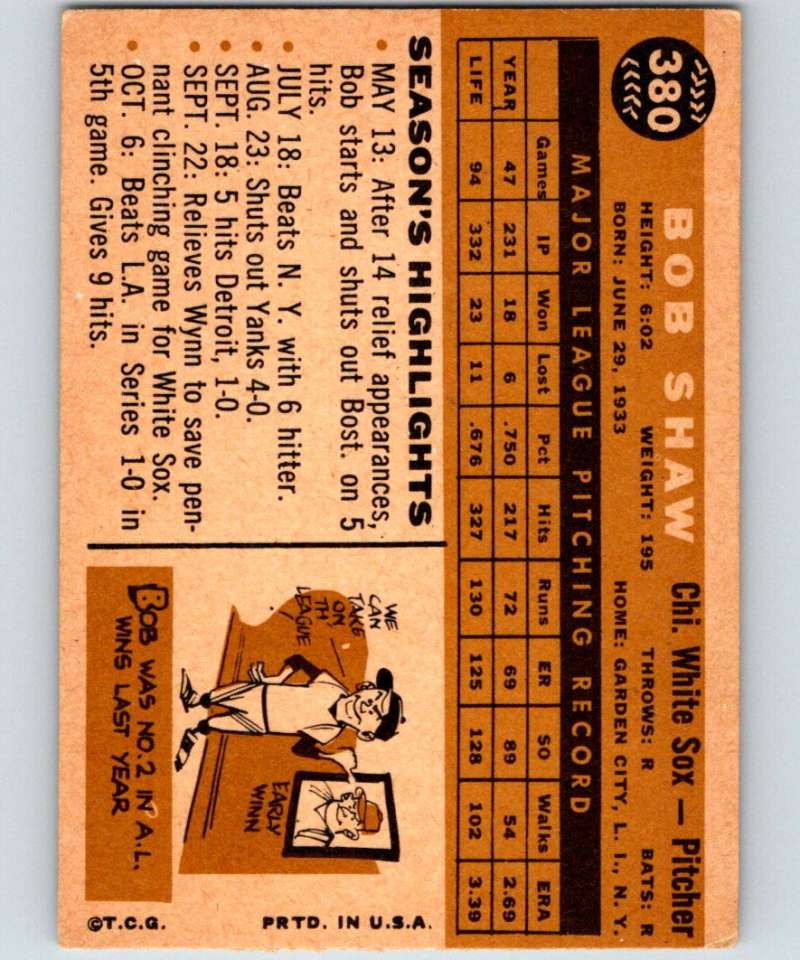 380
BOB SHAW Chi. White Sox — Pitcher
HEIGHT: 6:02 WEIGHT: 195 THROWS: R BATS: R
BORN: JUNE 29, 1933 HOME: GARDEN CITY, L. I., N. Y.
MAJOR LEAGUE PITCHING RECORD
Games IP Won Lost Pct Hits Runs ER SO Walks ERA
YEAR 47 231 18 6 .750 217 72 69 89 54 2.69
LIFE 94 332 23 11 .676 327 130 125 128 102 3.39
SEASON'S HIGHLIGHTS
• MAY 13: After 14 relief appearances,
Bob starts and shuts out Bost. on 5
hits.
• JULY 18: Beats N. Y. with 6 hitter.
• AUG. 23: Shuts out Yanks 4-0.
• SEPT. 18: 5 hits Detroit, 1-0.
• SEPT. 22: Relieves Wynn to save pen-
nant clinching game for White Sox.
• OCT. 6: Beats L.A. in Series 1-0 in
5th game. Gives 9 hits.
WE
CAN
TAKE
ON
TH
LEAGUE
EARLY
WINN
BOB WAS NO. 2 IN A.L.
WINS LAST YEAR
©T.C.G. PRTD. IN U.S.A.